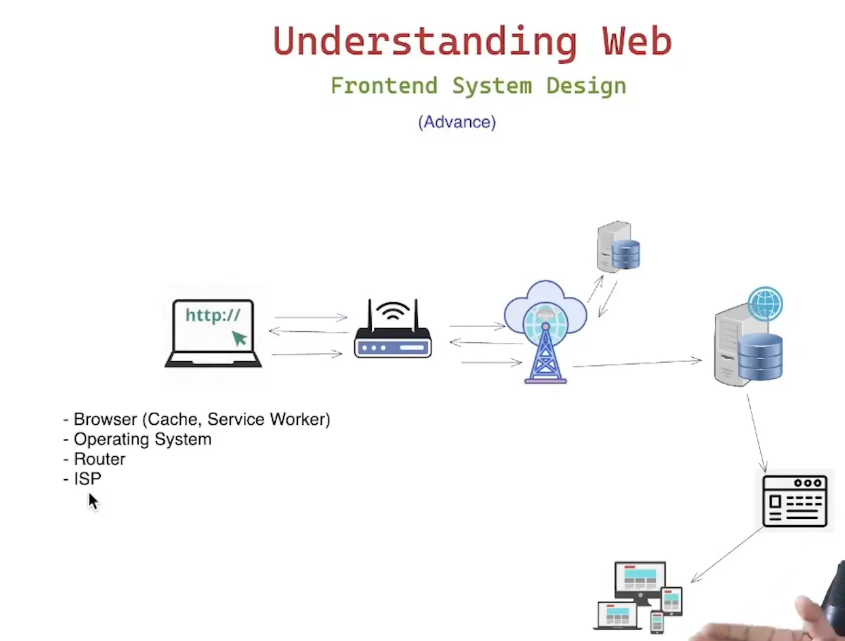 Understanding Web
Frontend System Design
(Advance)
http://
- Browser (Cache, Service Worker)
- Operating System
- Router
- ISP